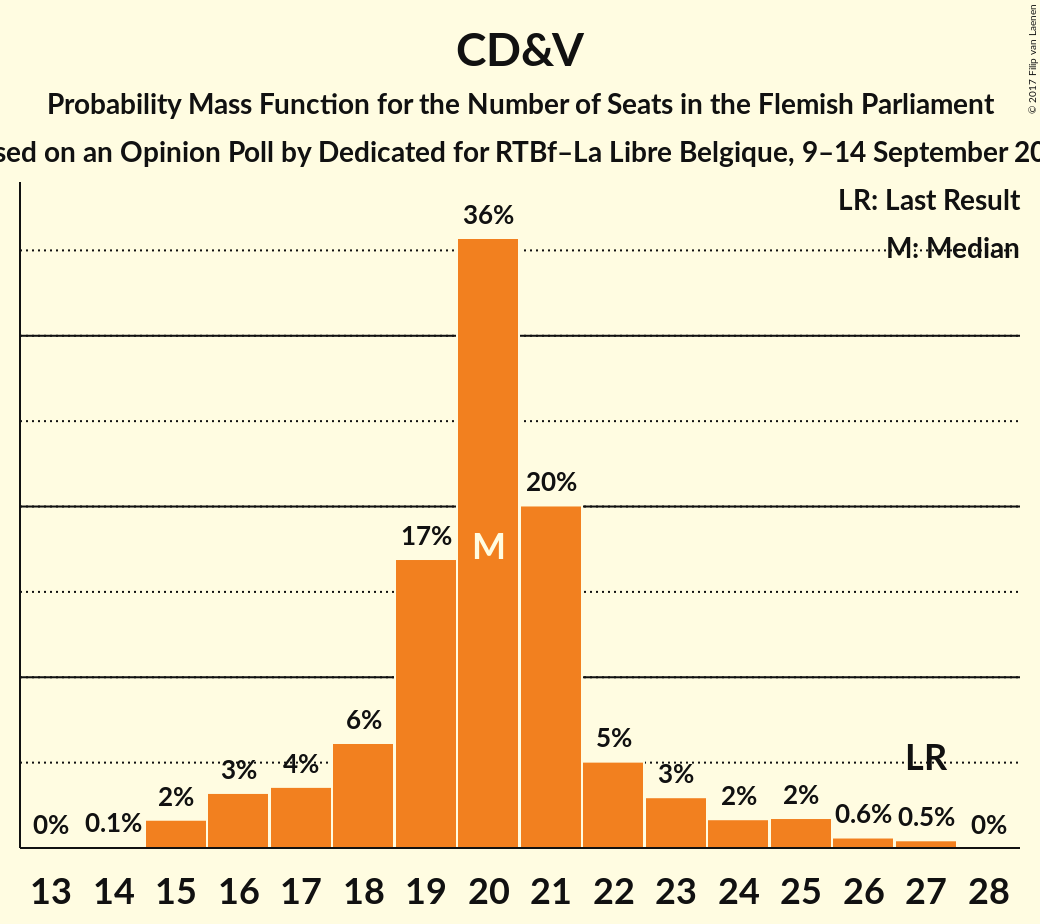 CD&V
Probability Mass Function for the Number of Seats in the Flemish Parliament
on an Opinion Poll by Dedicated for RTBf–La Libre Belgique, 9–14 September
© 2017 Filip van Laenen
LR: Last Result
M: Median
36%
20%
17%
M
6%
5%
LR
4%
3%
3%
2%
2%
2%
0.6%
0.5%
0%
0.1%
0%
13 14 15 16 17 18 19 20 21 22 23 24 25 26 27 28